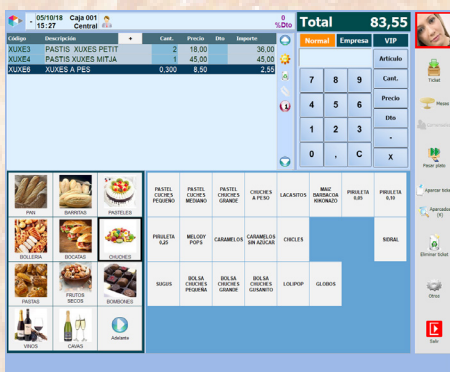 05/10/18 Caja 001
15:27 Central
0
%Dto
Total 83,55
Código Descripción + Cant. Precio Dto Importe
XUXE3 PASTIS XUXES PETIT 2 18,00 36,00
XUXE4 PASTIS XUXES MITJA 1 45,00 45,00
XUXE6 XUXES A PES 0,300 8,50 2,55
Normal Empresa VIP
Artículo
7 8 9 Cant.
4 5 6 Precio
1 2 3 Dto
-
0 , C X
Ticket
Mesas
Pesar plato
Aparcar ticket
Aparcados
(X)
Eliminar ticket
Otros
Salir
PAN BARRITAS PASTELES
BOLLERIA BOCATAS CHUCHES
PASTAS FRUTOS SECOS BOMBONES
VINOS CAVAS Adelante
PASTEL CUCHES PEQUEÑO
PASTEL CUCHES MEDIANO
PASTEL CHUCHES GRANDE
CHUCHES A PESO
LACASITOS
MAIZ BARBACOA KIKONAZO
PIRULETA 0,05
PIRULETA 0,10
PIRULETA 0,25
MELODY POPS
CARAMELOS
CARAMELOS SIN AZUCAR
CHICLES
SIDRAL
SUGUS
BOLSA CHUCHES PEQUEÑA
BOLSA CHUCHES GRANDE
BOLSA CHUCHES GUSANITO
LOLIPOP
GLOBOS